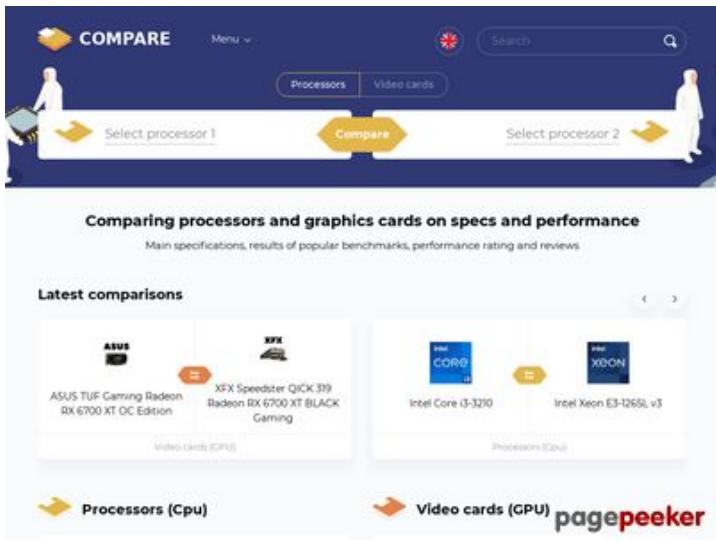 COMPARE
Menu
Search
Processors
Video cards
Select processor 1
Compare
Select processor 2
Comparing processors and graphics cards on specs and performance
Main specifications, results of popular benchmarks, performance rating and reviews
Latest comparisons
ASUS
XFX
ASUS TUF Gaming Radeon
RX 6700 XT OC Edition
XFX Speedster QICK 319
Radeon RX 6700 XT BLACK
Gaming
Video cards (GPU)
intel
CORE
i3
intel
XEON
Intel Core i3-3210
Intel Xeon E3-1265L v3
Processors (Cpu)
Processors (Cpu)
Video cards (GPU)
pagepeeker